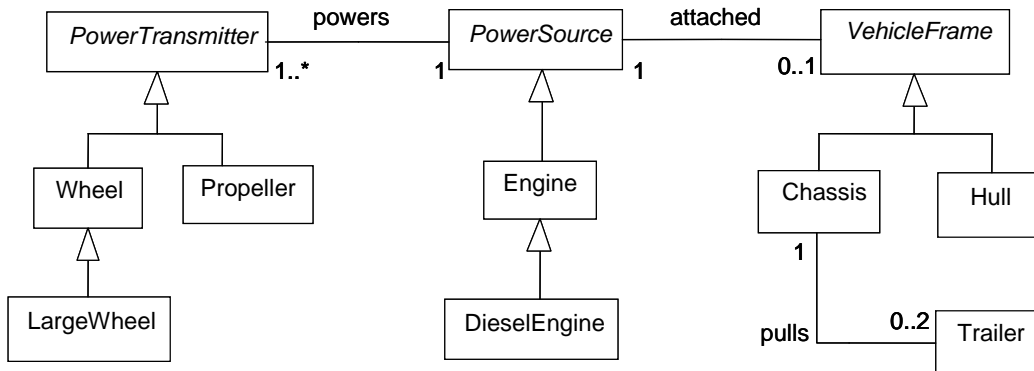 powers
attached
PowerTransmitter
PowerSource
VehicleFrame
1..*
1
1
0..1
Wheel
Propeller
Engine
Chassis
Hull
1
LargeWheel
DieselEngine
pulls
0..2
Trailer